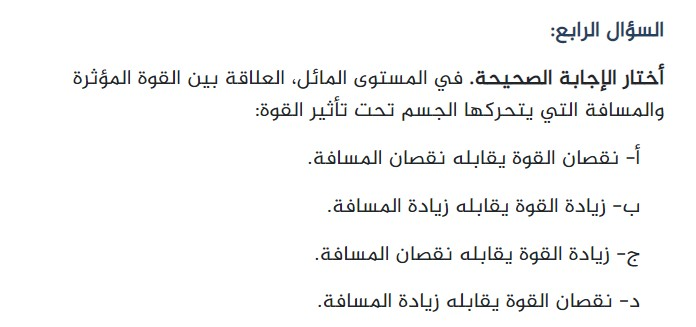 السؤال الرابع:
أختار الإجابة الصحيحة. في المستوى المائل، العلاقة بين القوة المؤثرة
والمسافة التي يتحركها الجسم تحت تأثير القوة:
أ- نقصان القوة يقابله نقصان المسافة.
ب- زيادة القوة يقابله زيادة المسافة.
ج- زيادة القوة يقابله نقصان المسافة.
د- نقصان القوة يقابله زيادة المسافة.